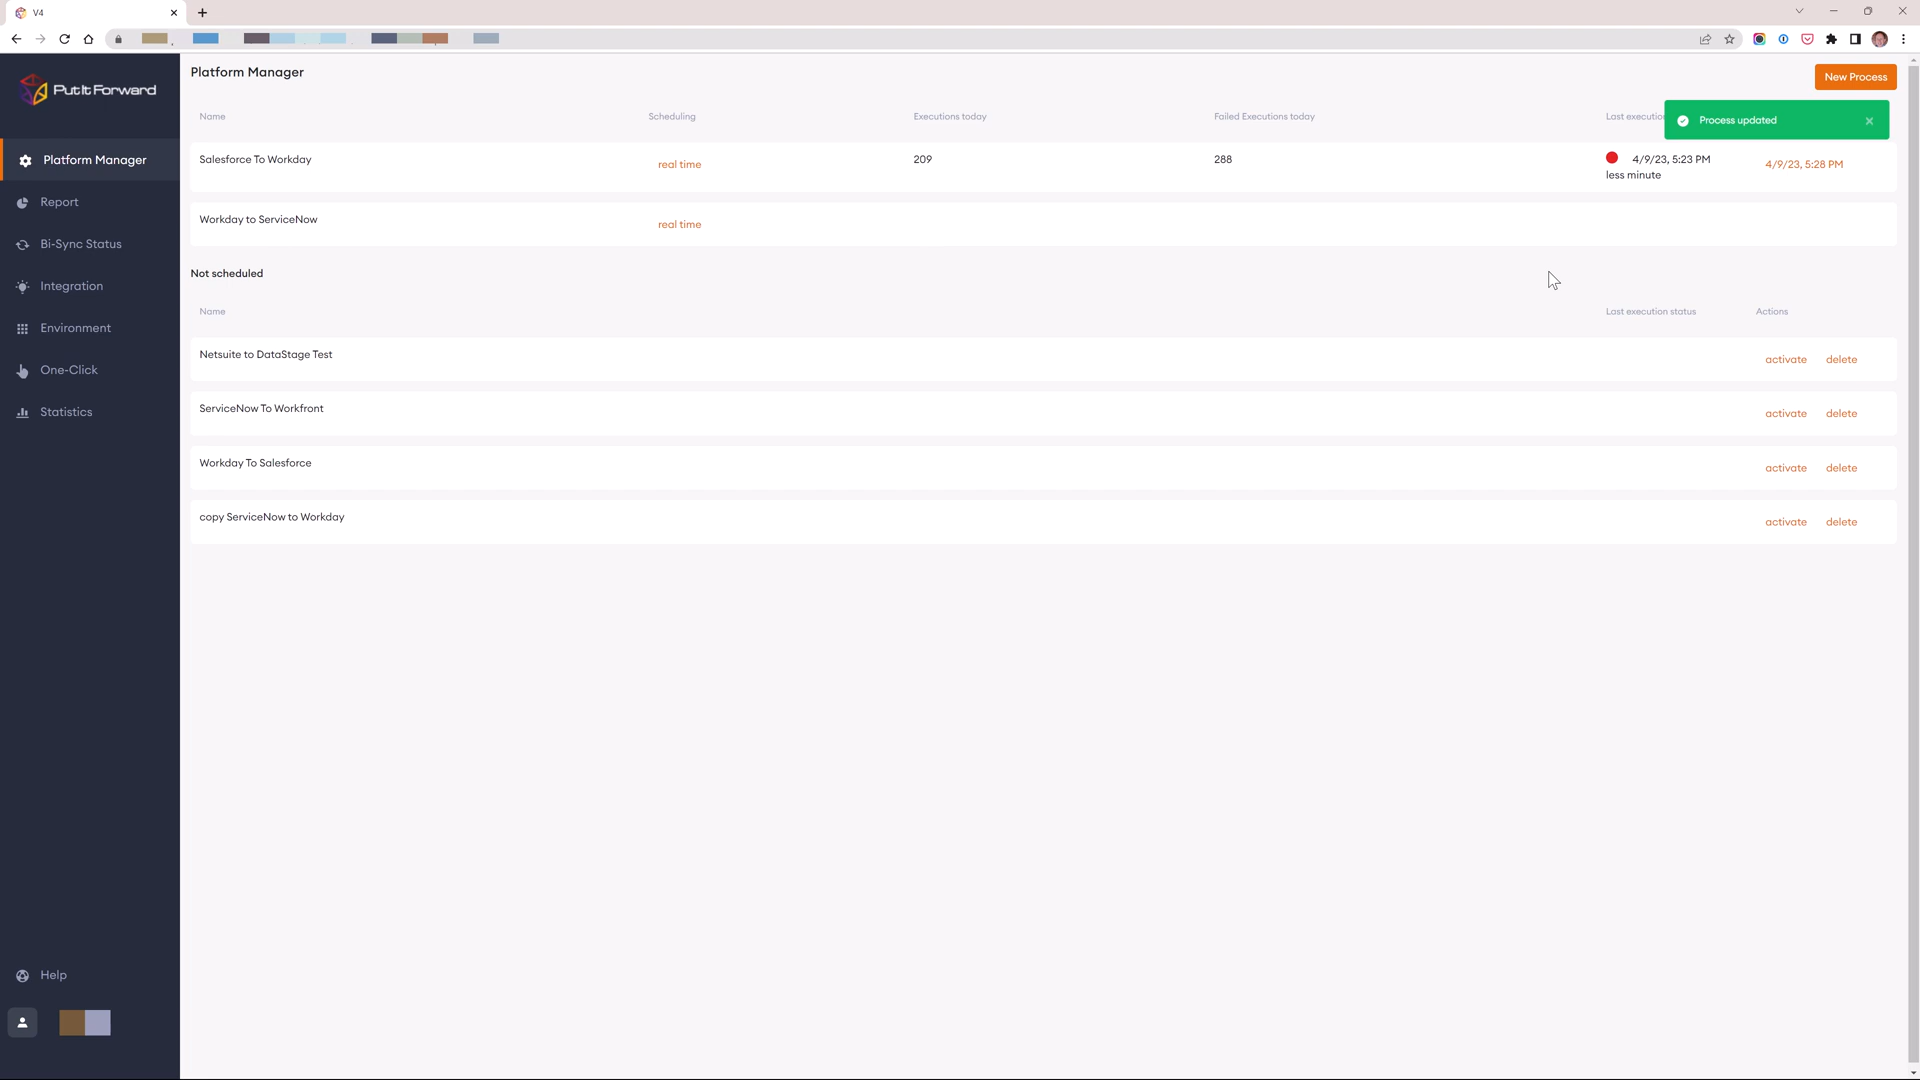 V4
PutItForward
Platform Manager
Report
Bi-Sync Status
Integration
Environment
One-Click
Statistics
Help
Platform Manager
New Process
Name Scheduling Executions today Failed Executions today Last executio
Process updated
Salesforce To Workday real time 209 288 4/9/23, 5:23 PM 4/9/23, 5:28 PM
less minute
Workday to ServiceNow real time
Not scheduled
Name Last execution status Actions
Netsuite to DataStage Test activate delete
ServiceNow To Workfront activate delete
Workday To Salesforce activate delete
copy ServiceNow to Workday activate delete